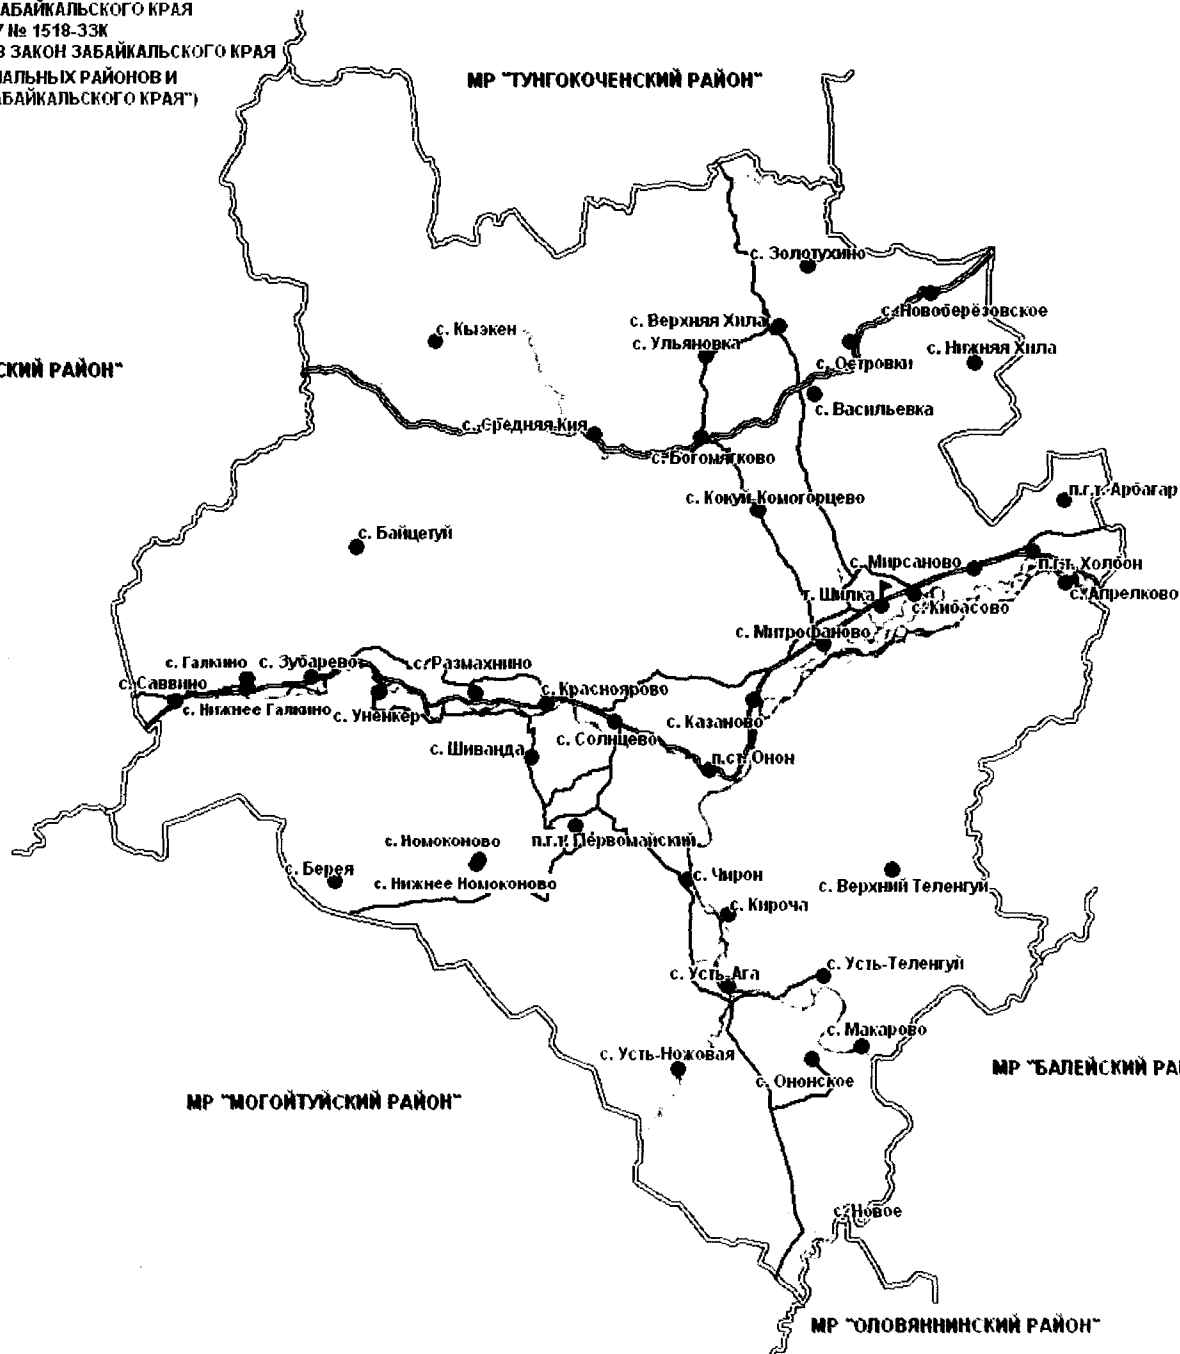 АБАЙКАЛЬСКОГО КРАЯ
№ 1518-ЗЗК
В ЗАКОН ЗАБАЙКАЛЬСКОГО КРАЯ
АЛЬНЫХ РАЙОНОВ И
АБАЙКАЛЬСКОГО КРАЯ")
МР "ТУНГОКОЧЕНСКИЙ РАЙОН"
с. Золотухино
с. Новоберёзовское
с. Верхняя Хила
с. Кыэкен
с. Ульяновка
с. Нижняя Хила
с. Островки
СКИЙ РАЙОН"
с. Васильевка
с. Средняя Кия
с. Богомягково
п.г.т. Арбагар
с. Кокуй-Комогорцево
с. Байцетуй
с. Мирсаново
п.г.т. Холбон
г. Шилка
с. Апрелково
с. Кибасово
с. Митрофаново
с. Галкино
с. Зубарево
с. Размахнино
с. Саввино
с. Красноярово
с. Нижнее Галкино
с. Уненкер
с. Казаново
с. Солнцево
с. Шиванда
п.ст. Онон
с. Номоконово
п.г.т. Первомайский
с. Берея
с. Нижнее Номоконово
с. Чирон
с. Верхний Теленгуй
с. Кироча
с. Усть-Теленгуй
с. Усть-Ага
с. Макарово
с. Усть-Ножовая
МР "БАЛЕЙСКИЙ РА
с. Ононское
МР "МОГОЙТУЙСКИЙ РАЙОН"
с. Новое
МР "ОЛОВЯННИНСКИЙ РАЙОН"